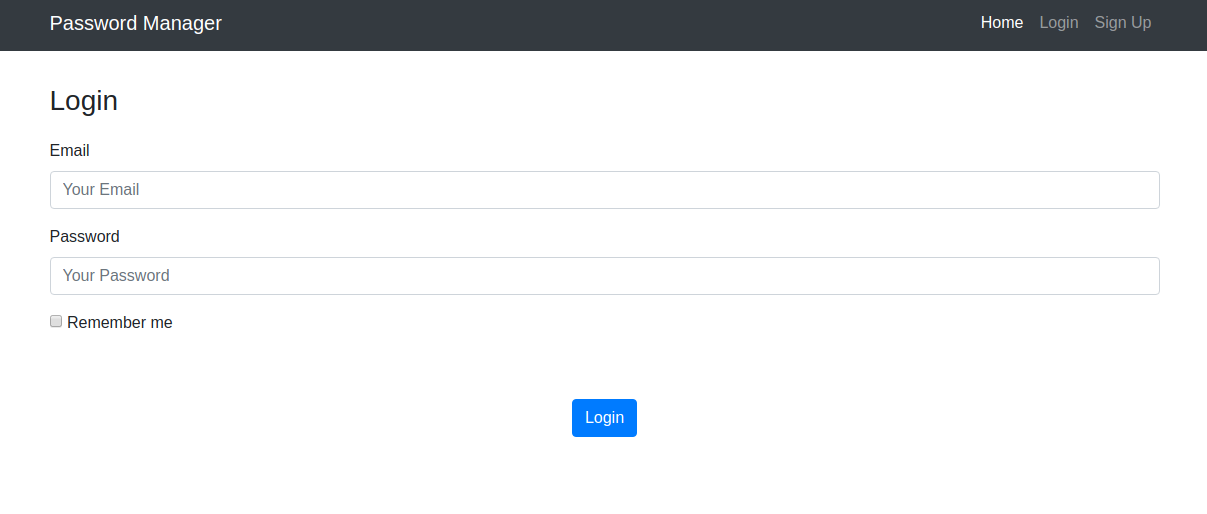 Password Manager
Home Login Sign Up
Login
Email
Your Email
Password
Your Password
Remember me
Login